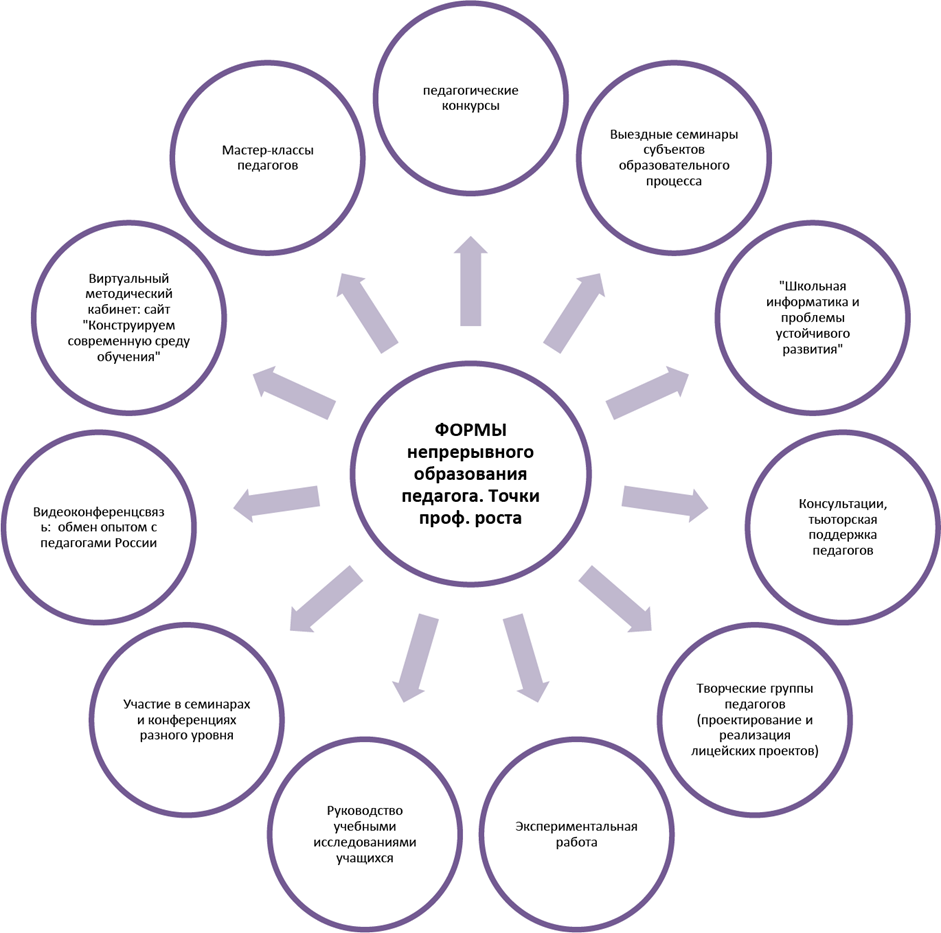 педагогические
конкурсы
Выездные семинары
субъектов
образовательного
процесса
"Школьная
информатика и
проблемы
устойчивого
развития"
Консультации,
тьюторская
поддержка
педагогов
Творческие группы
педагогов
(проектирование и
реализация
лицейских проектов)
Экспериментальная
работа
Руководство
учебными
исследованиями
учащихся
Участие в семинарах
и конференциях
разного уровня
Видеоконференцсвяз
ь:  обмен опытом с
педагогами России
Виртуальный
методический
кабинет: сайт
"Конструируем
современную среду
обучения"
Мастер-классы
педагогов
ФОРМЫ
непрерывного
образования
педагога. Точки
проф. роста